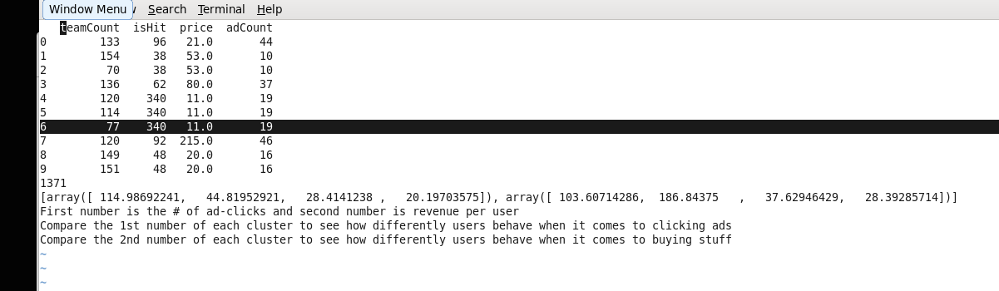 Window Menu Search Terminal Help
teamCount isHit price adCount
0 133 96 21.0 44
1 154 38 53.0 10
2 70 38 53.0 10
3 136 62 80.0 37
4 120 340 11.0 19
5 114 340 11.0 19
6 77 340 11.0 19
7 120 92 215.0 46
8 149 48 20.0 16
9 151 48 20.0 16
1371
[array([ 114.98692241, 44.81952921, 28.4141238 , 20.19703575]), array([ 103.60714286, 186.84375 , 37.62946429, 28.39285714])]
First number is the # of ad-clicks and second number is revenue per user
Compare the 1st number of each cluster to see how differently users behave when it comes to clicking ads
Compare the 2nd number of each cluster to see how differently users behave when it comes to buying stuff
~
~
~